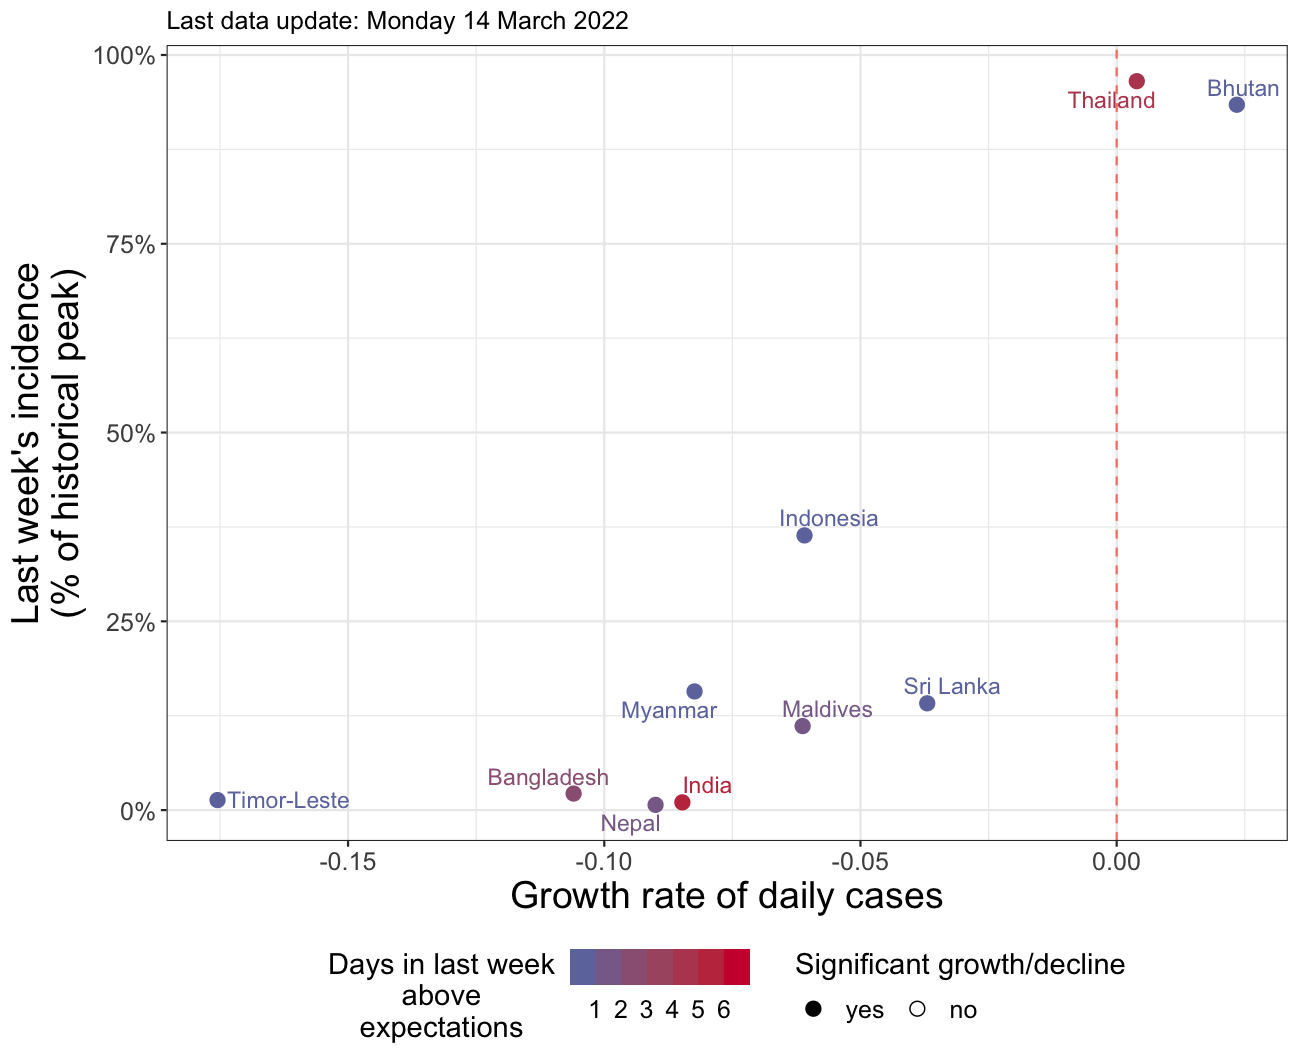 Last data update: Monday 14 March 2022
100%
75%
50%
25%
0%
Last week's incidence
(% of historical peak)
Thailand
Bhutan
Indonesia
Sri Lanka
Myanmar
Maldives
Bangladesh
India
Timor-Leste
Nepal
-0.15
-0.10
-0.05
0.00
Growth rate of daily cases
Days in last week
above
expectations
1 2 3 4 5 6
Significant growth/decline
yes no